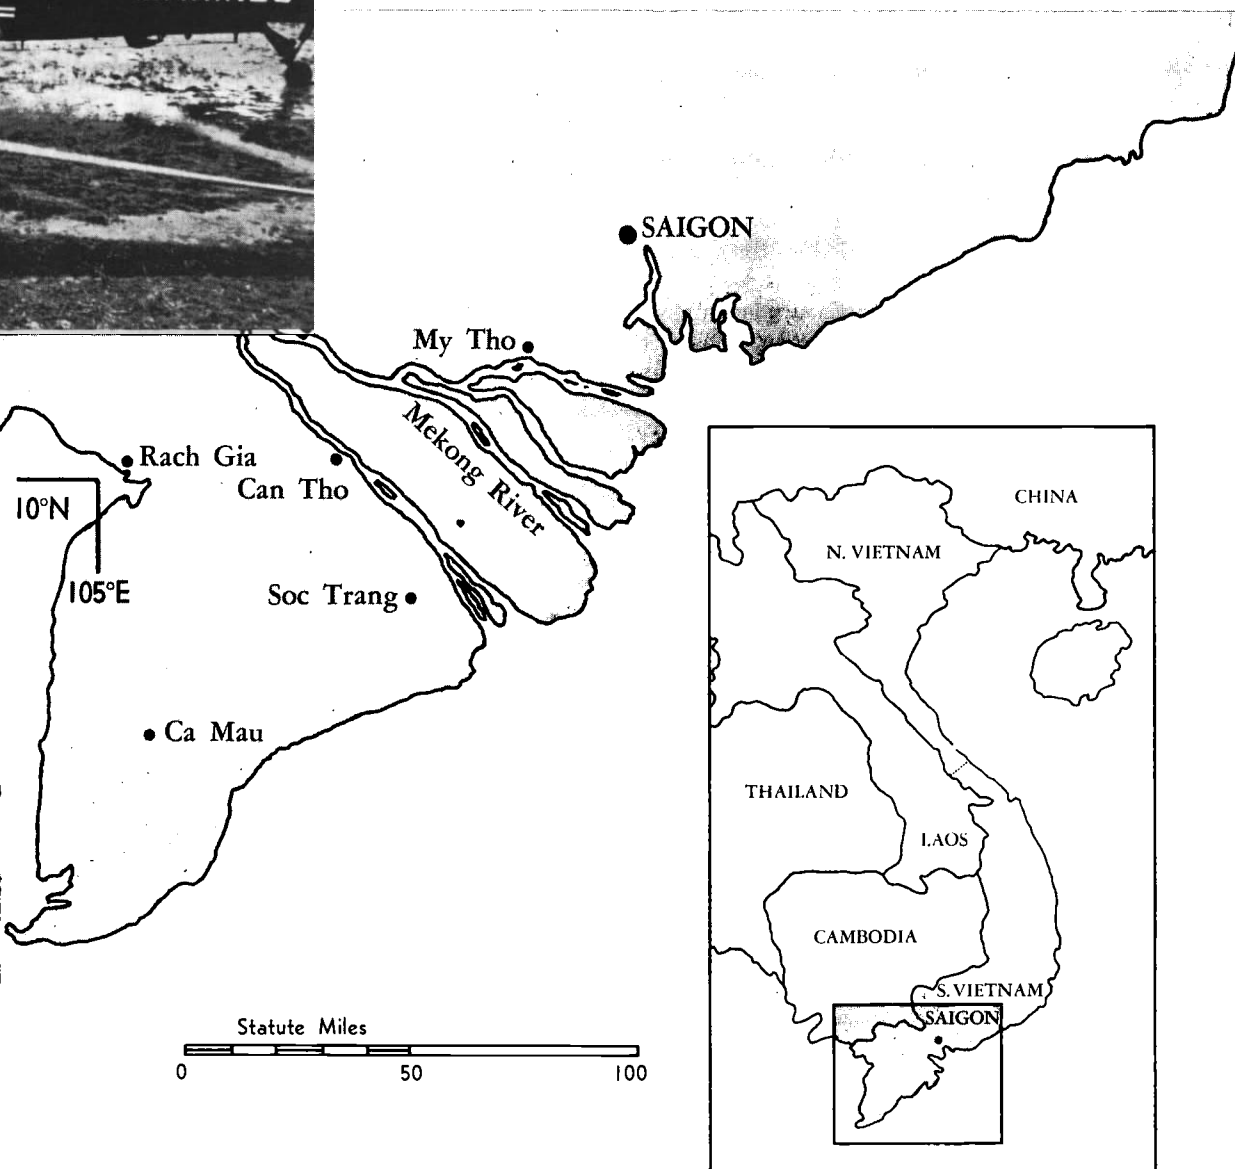 SAIGON
My Tho
Mekong River
Rach Gia
Can Tho
10°N
105°E
Soc Trang
Ca Mau
Statute Miles
0 50 100
CHINA
N. VIETNAM
THAILAND
LAOS
CAMBODIA
S. VIETNAM
SAIGON